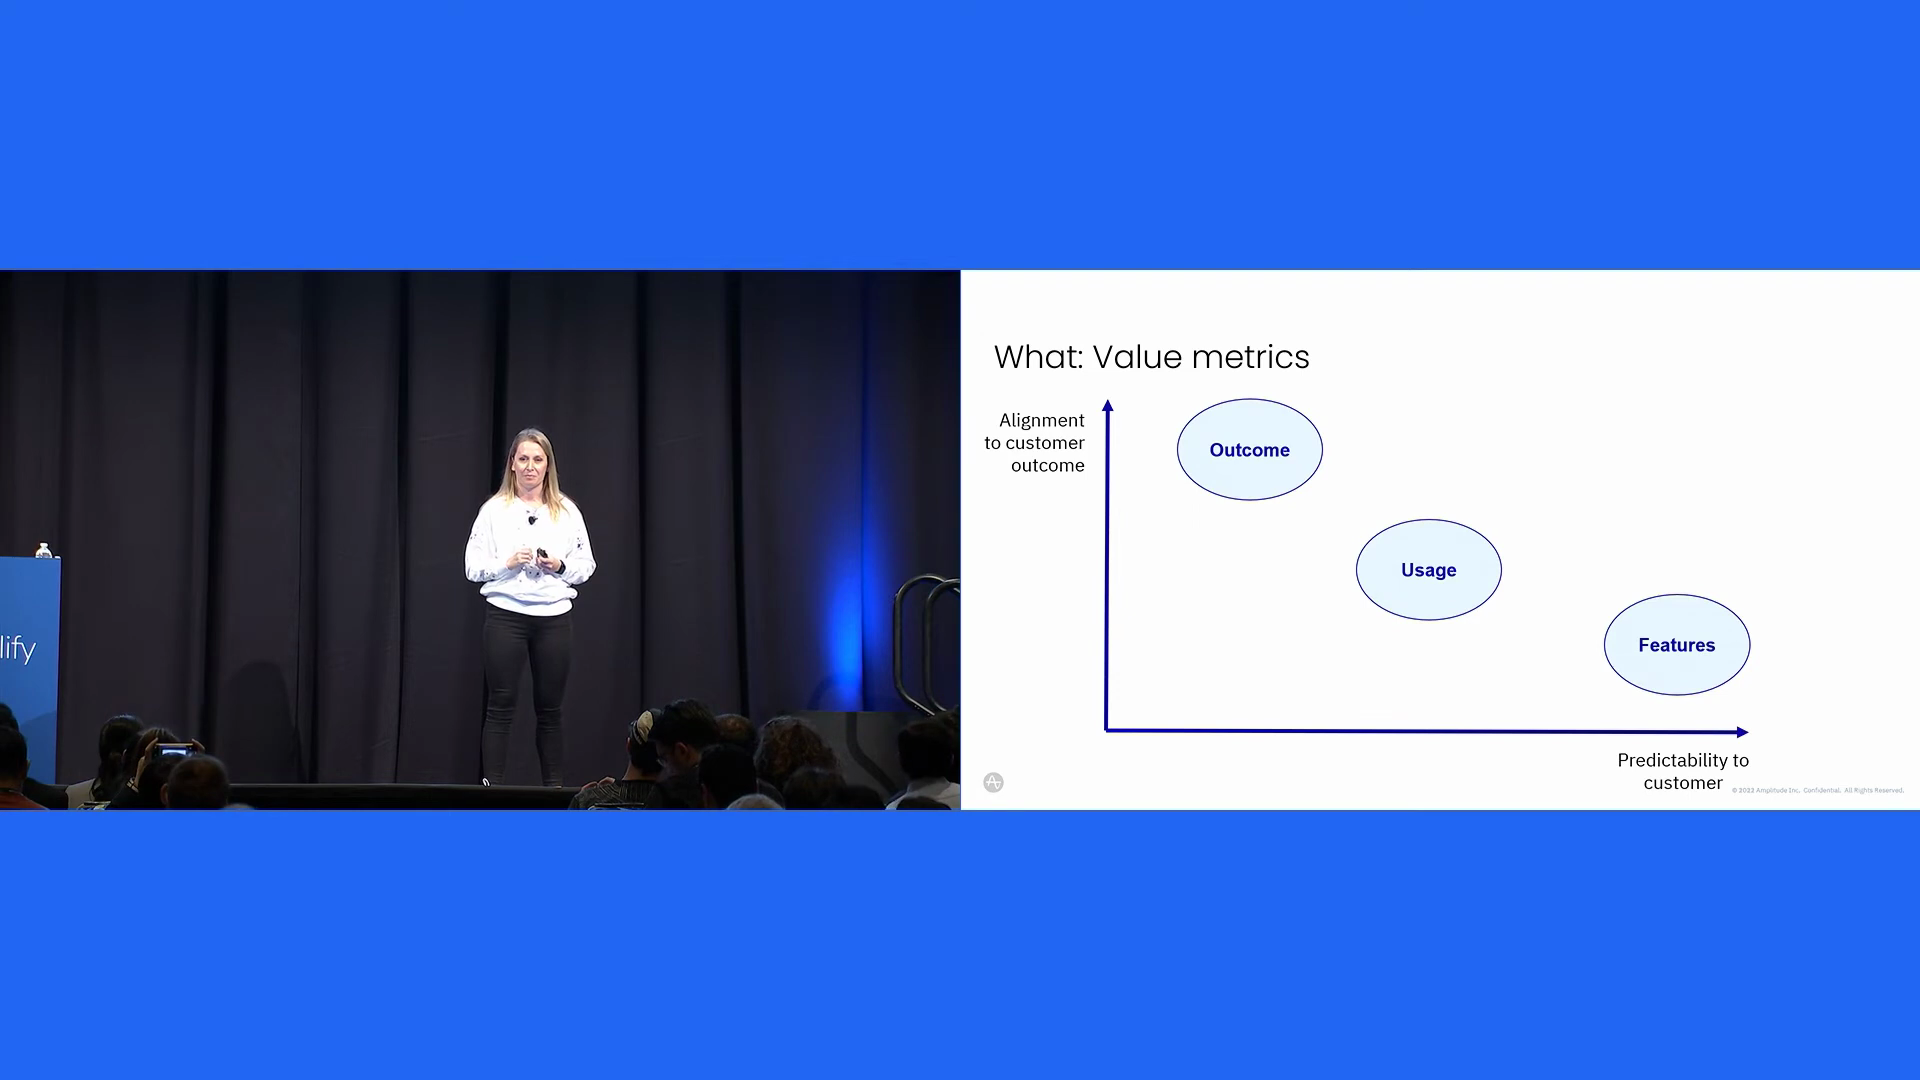 lify
What: Value metrics
Alignment
to customer
outcome
Outcome
Usage
Features
Predictability to
customer
© 2022 Amplitude Inc. Confidential. All Rights Reserved.